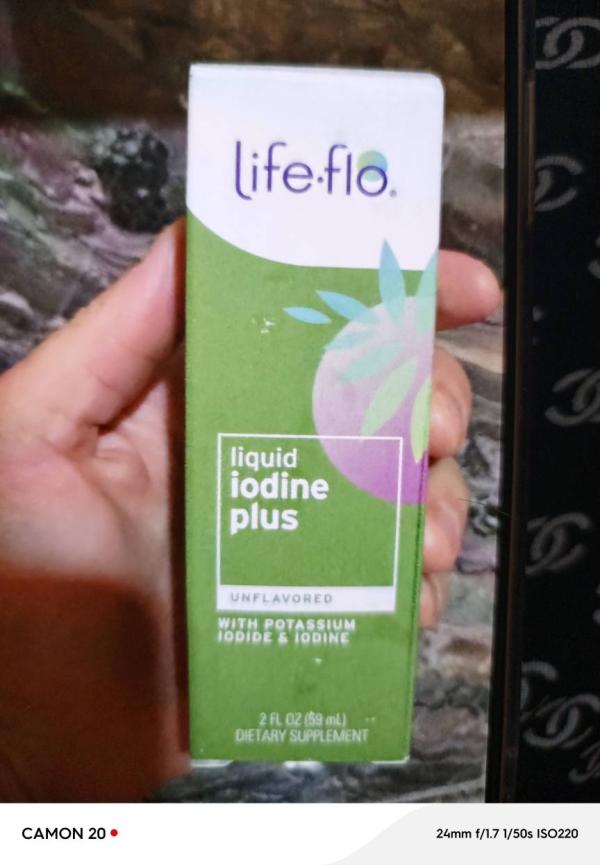 life·flo®
liquid
iodine
plus
UNFLAVORED
WITH POTASSIUM
IODIDE & IODINE
2 FL OZ (59 mL)
DIETARY SUPPLEMENT
CAMON 20
24mm f/1.7 1/50s ISO220